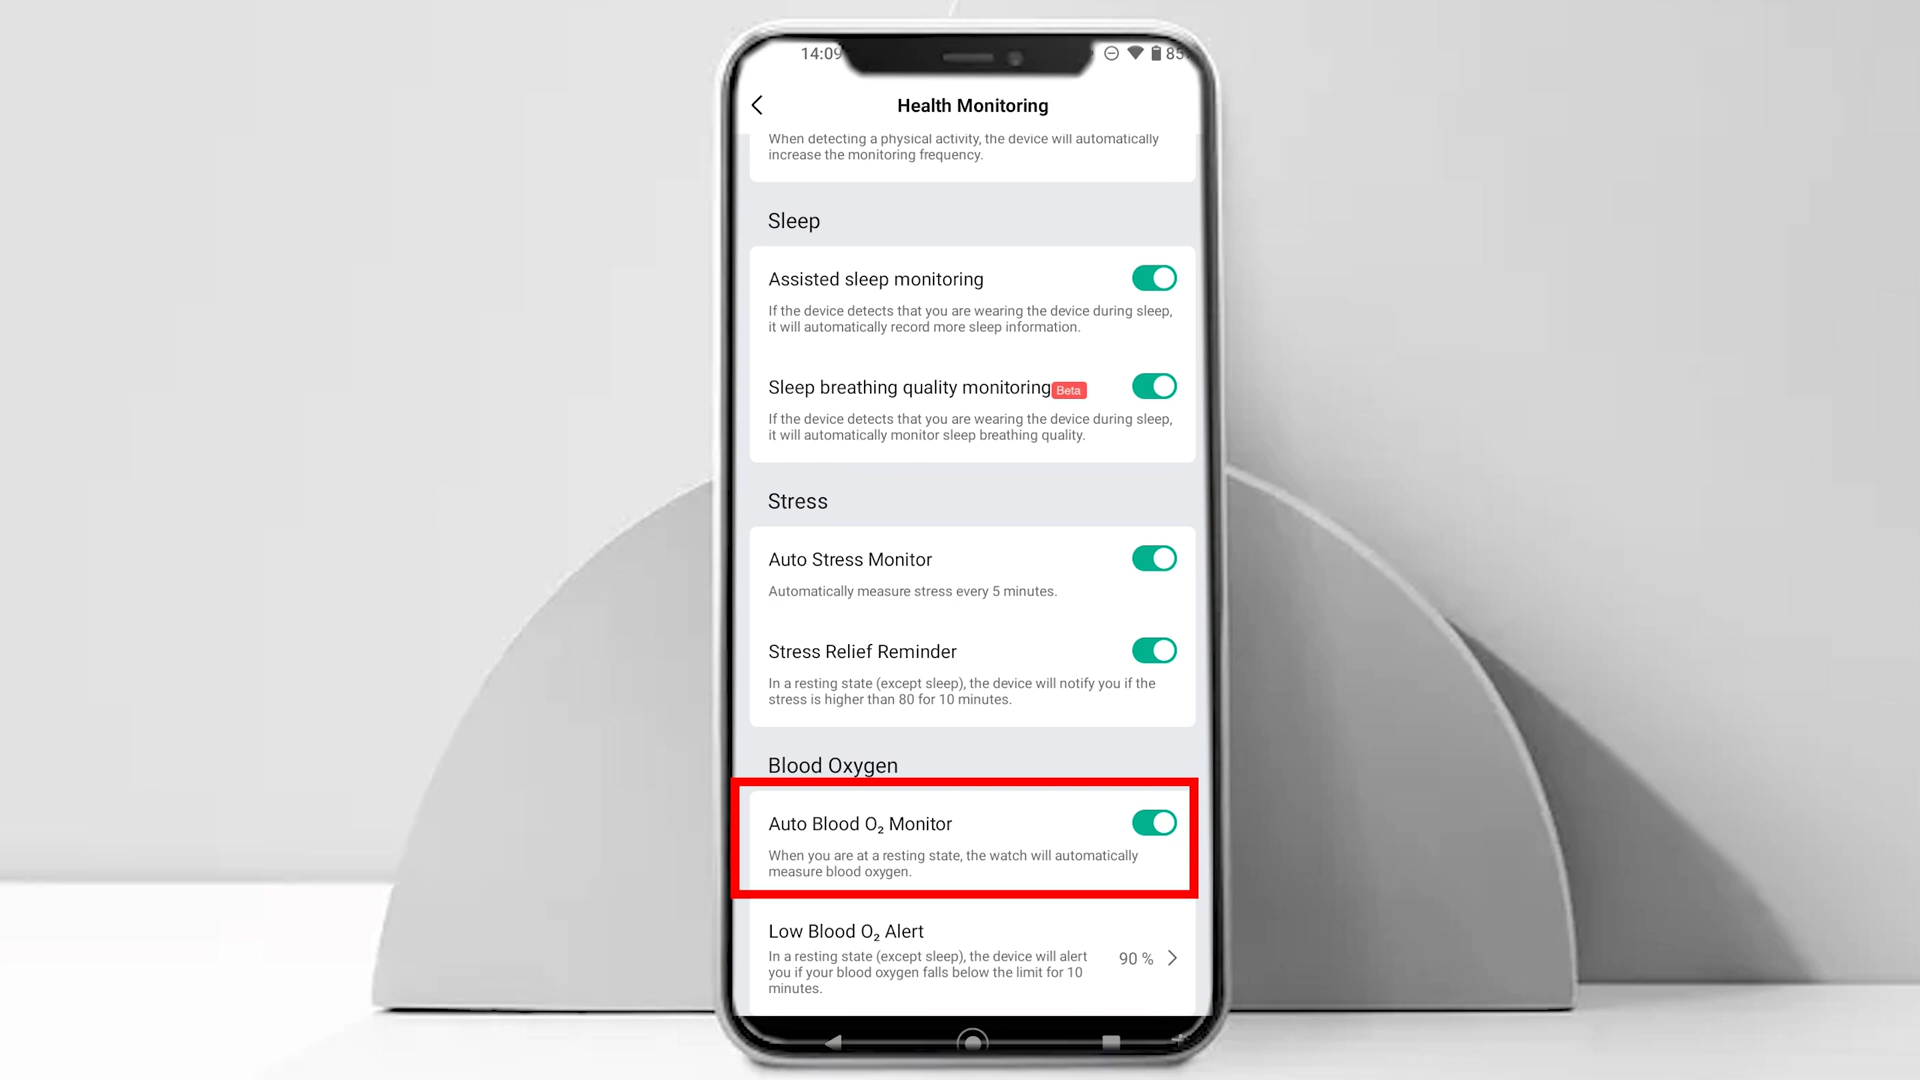 14:09
85
Health Monitoring
When detecting a physical activity, the device will automatically
increase the monitoring frequency.
Sleep
Assisted sleep monitoring
If the device detects that you are wearing the device during sleep,
it will automatically record more sleep information.
Sleep breathing quality monitoring Beta
If the device detects that you are wearing the device during sleep,
it will automatically monitor sleep breathing quality.
Stress
Auto Stress Monitor
Automatically measure stress every 5 minutes.
Stress Relief Reminder
In a resting state (except sleep), the device will notify you if the
stress is higher than 80 for 10 minutes.
Blood Oxygen
Auto Blood O₂ Monitor
When you are at a resting state, the watch will automatically
measure blood oxygen.
Low Blood O₂ Alert
In a resting state (except sleep), the device will alert
you if your blood oxygen falls below the limit for 10
minutes.
90 %